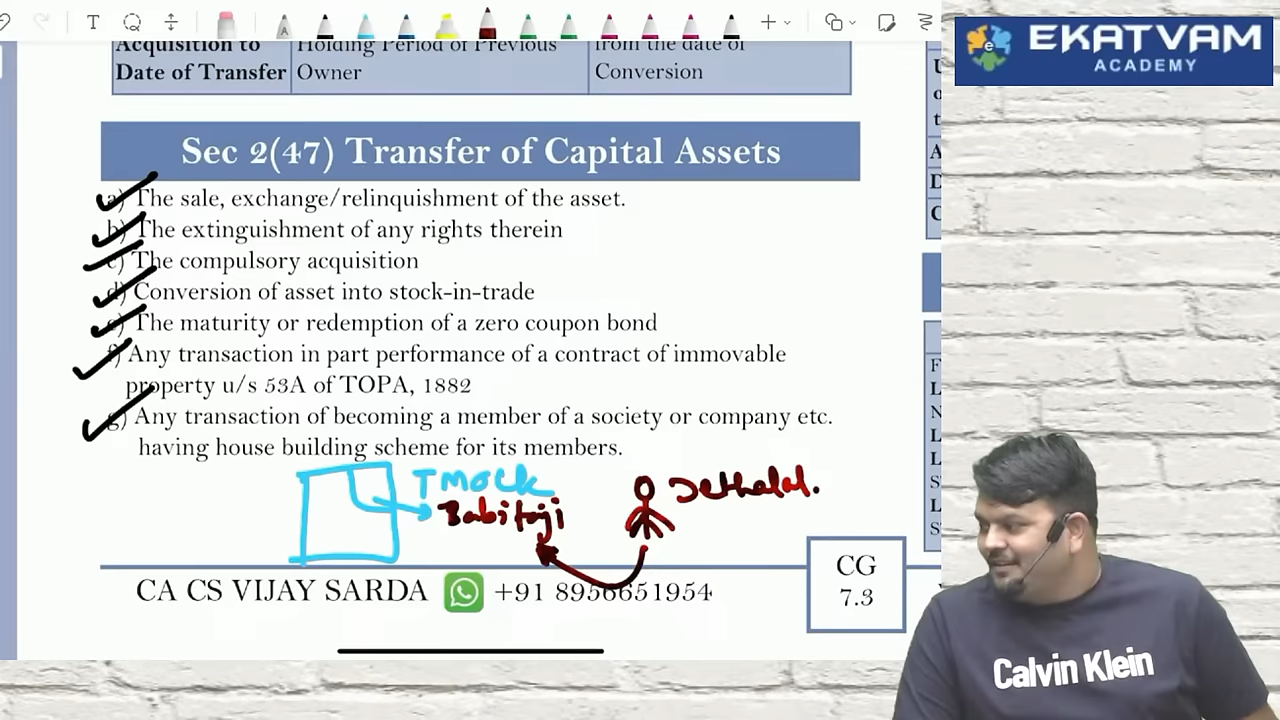 EKATVAM
ACADEMY
Acquisition to
Date of Transfer
Holding Period of Previous
Owner
from the date of
Conversion
Sec 2(47) Transfer of Capital Assets
a) The sale, exchange/relinquishment of the asset.
b) The extinguishment of any rights therein
c) The compulsory acquisition
d) Conversion of asset into stock-in-trade
e) The maturity or redemption of a zero coupon bond
f) Any transaction in part performance of a contract of immovable
property u/s 53A of TOPA, 1882
g) Any transaction of becoming a member of a society or company etc.
having house building scheme for its members.
Babitaji
Jethalal.
CA CS VIJAY SARDA +91 8956651954
CG
7.3
Calvin Klein